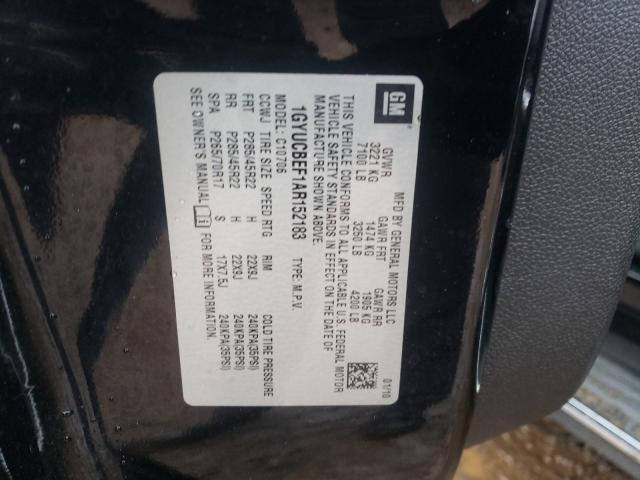 GM
MFD BY GENERAL MOTORS LLC 01/10
GVWR GAWR FRT GAWR RR
3221 KG 1474 KG 1905 KG
7100 LB 3250 LB 4200 LB
THIS VEHICLE CONFORMS TO ALL APPLICABLE U.S. FEDERAL MOTOR
VEHICLE SAFETY STANDARDS IN EFFECT ON THE DATE OF
MANUFACTURE SHOWN ABOVE.
1GYUCBEF1AR152183 TYPE: M.P.V.
MODEL: C10706
CCWJ TIRE SIZE SPEED RTG RIM COLD TIRE PRESSURE
FRT P285/45R22 H 22X9J 240KPA(35PSI)
RR P285/45R22 H 22X9J 240KPA(35PSI)
SPA P265/70R17 S 17X7.5J 240KPA(35PSI)
SEE OWNER'S MANUAL i FOR MORE INFORMATION.